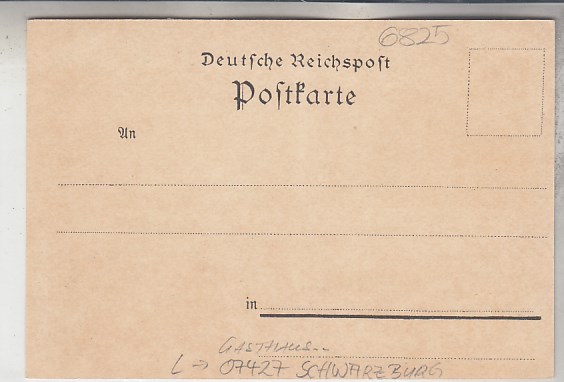 6825
Deutſche Reichspoſt
Poſtkarte
An
in
GASTHAUS..
L → 07427 SCHWARZBURG